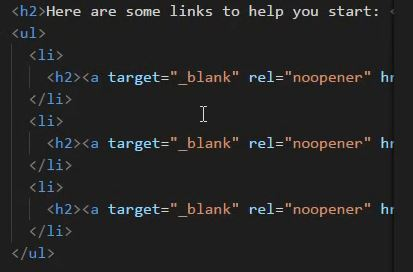 <h2>Here are some links to help you start: <
<ul>
<li>
<h2><a target="_blank" rel="noopener" hr
</li>
<li>
<h2><a target="_blank" rel="noopener" hr
</li>
<li>
<h2><a target="_blank" rel="noopener" hr
</li>
</ul>